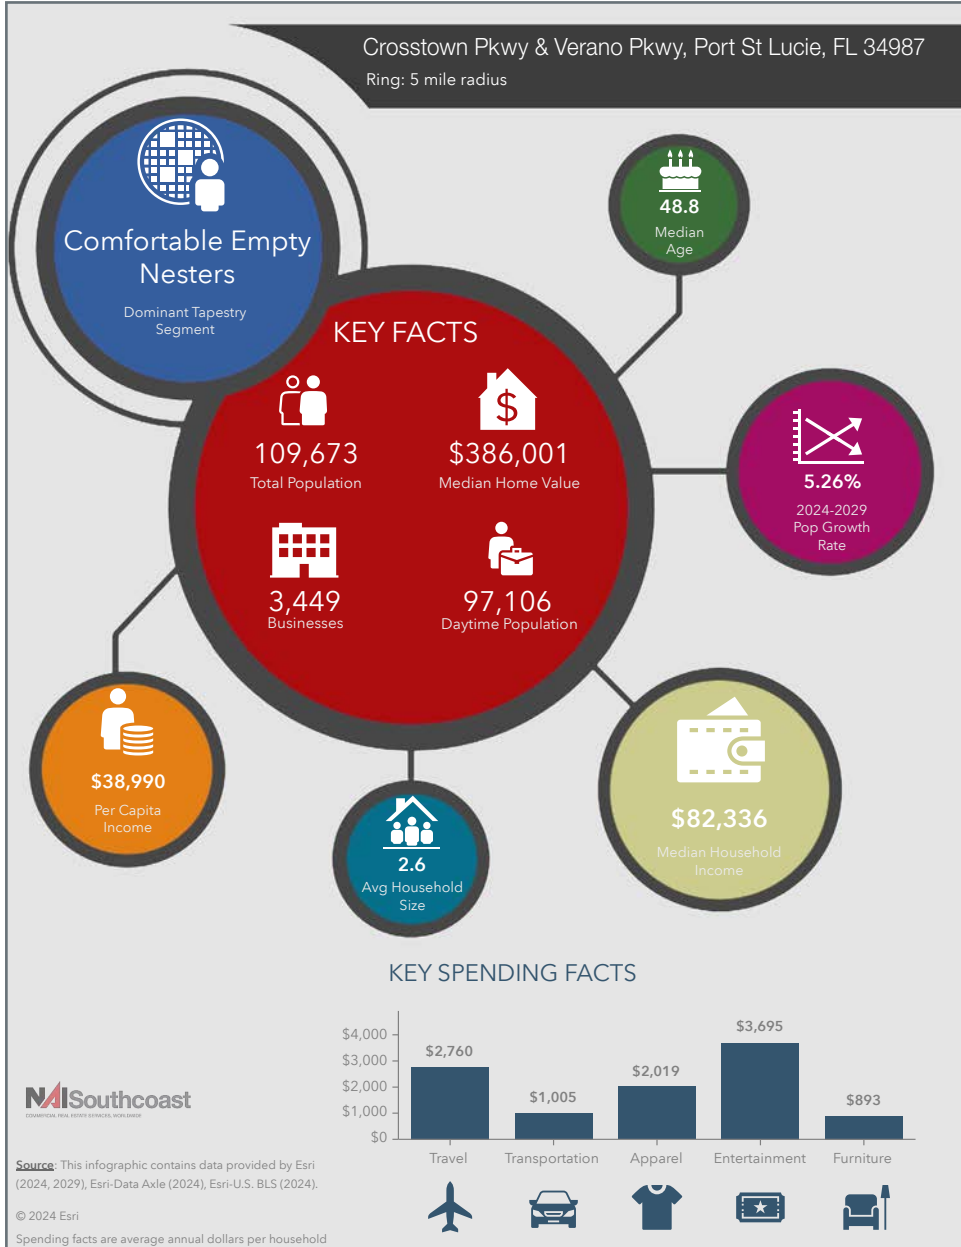 Crosstown Pkwy & Verano Pkwy, Port St Lucie, FL 34987
Ring: 5 mile radius
Comfortable Empty
Nesters
Dominant Tapestry
Segment
48.8
Median
Age
KEY FACTS
109,673
Total Population
$386,001
Median Home Value
3,449
Businesses
97,106
Daytime Population
5.26%
2024-2029
Pop Growth
Rate
$38,990
Per Capita
Income
2.6
Avg Household
Size
$82,336
Median Household
Income
KEY SPENDING FACTS
$4,000
$3,000
$2,000
$1,000
$0
$2,760
$1,005
$2,019
$3,695
$893
Travel
Transportation
Apparel
Entertainment
Furniture
NAISouthcoast
COMMERCIAL REAL ESTATE SERVICES, WORLDWIDE
Source: This infographic contains data provided by Esri
(2024, 2029), Esri-Data Axle (2024), Esri-U.S. BLS (2024).
© 2024 Esri
Spending facts are average annual dollars per household